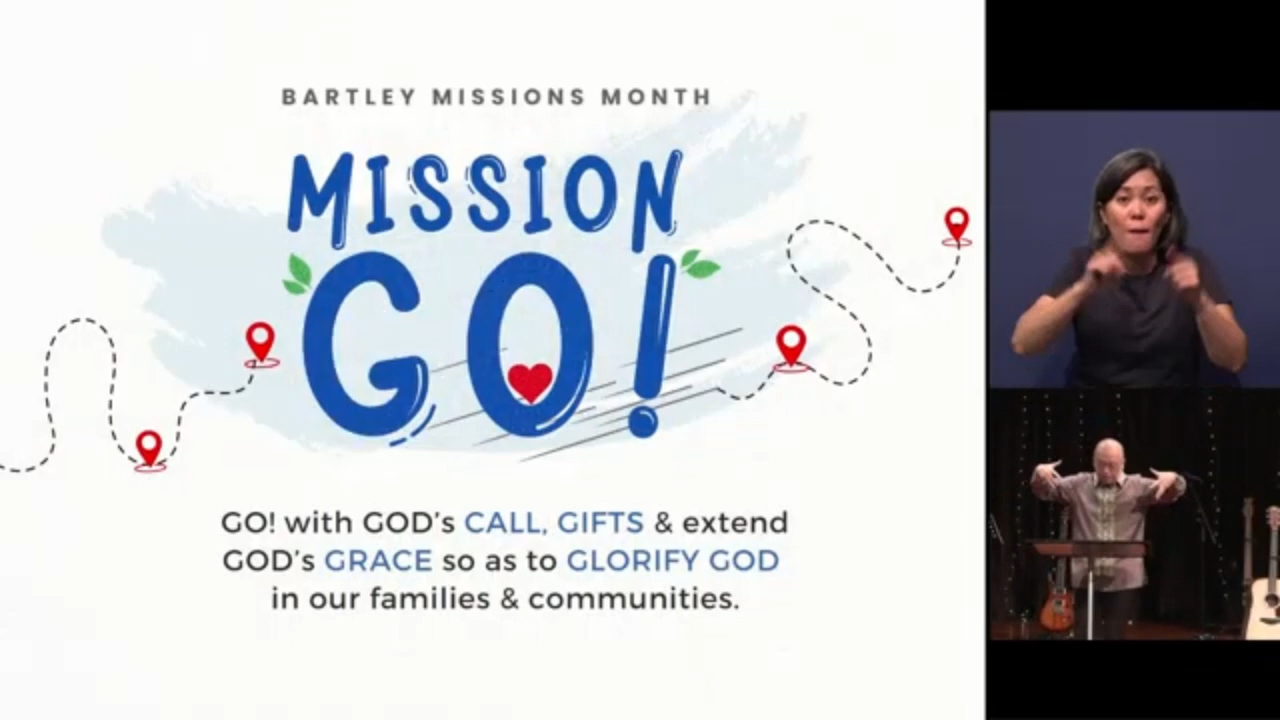 BARTLEY MISSIONS MONTH
MISSION
GO!
GO! with GOD's CALL, GIFTS & extend
GOD's GRACE so as to GLORIFY GOD
in our families & communities.